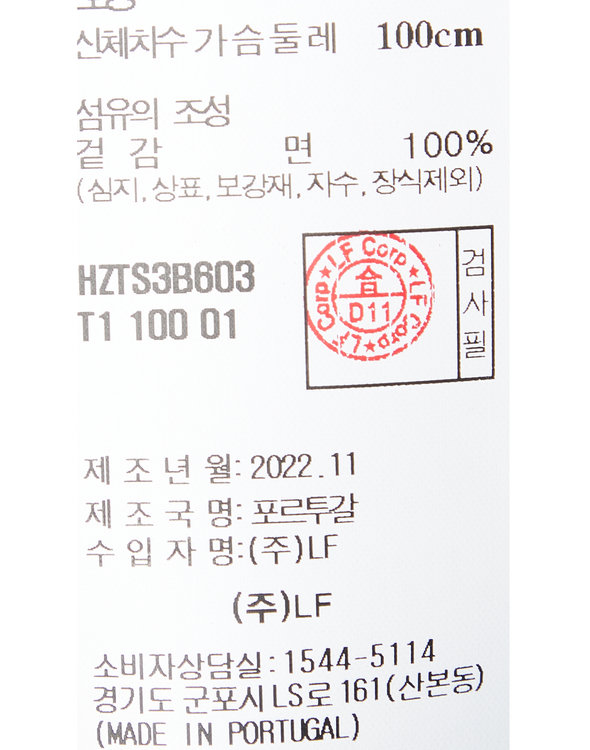 신체치수 가슴둘레 100cm
섬유의 조성
겉 감 면 100%
(심지, 상표, 보강재, 자수, 장식제외)
HZTS3B603
T1 100 01
LF Corp ★ LF Corp ★ LF Corp ★
合
D11
검사필
제 조 년 월: 2022.11
제 조 국 명: 포르투갈
수 입 자 명:(주)LF
(주)LF
소비자상담실:1544-5114
경기도 군포시 LS로 161(산본동)
(MADE IN PORTUGAL)